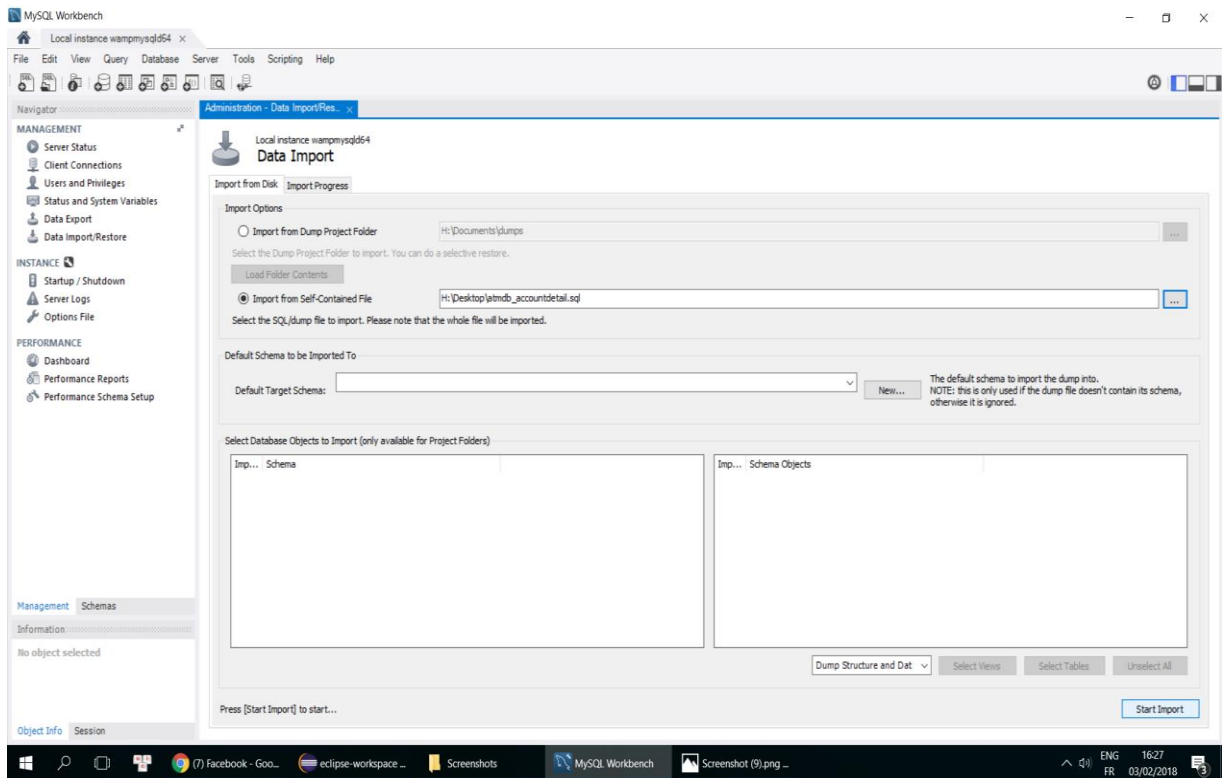 MySQL Workbench
Local instance wampmysqld64 ×
File Edit View Query Database Server Tools Scripting Help
Navigator
Administration - Data Import/Res... ×
MANAGEMENT
Server Status
Client Connections
Users and Privileges
Status and System Variables
Data Export
Data Import/Restore
INSTANCE
Startup / Shutdown
Server Logs
Options File
PERFORMANCE
Dashboard
Performance Reports
Performance Schema Setup
Management Schemas
Information
No object selected
Object Info Session
Local instance wampmysqld64
Data Import
Import from Disk Import Progress
Import Options
Import from Dump Project Folder H:\Documents\dumps ...
Select the Dump Project Folder to import. You can do a selective restore.
Load Folder Contents
Import from Self-Contained File H:\Desktop\atmdb_accountdetail.sql ...
Select the SQL/dump file to import. Please note that the whole file will be imported.
Default Schema to be Imported To
Default Target Schema: New...
The default schema to import the dump into.
NOTE: this is only used if the dump file doesn't contain its schema,
otherwise it is ignored.
Select Database Objects to Import (only available for Project Folders)
Imp... Schema
Imp... Schema Objects
Dump Structure and Dat Select Views Select Tables Unselect All
Press [Start Import] to start...
Start Import
(7) Facebook - Goo... eclipse-workspace ... Screenshots MySQL Workbench Screenshot (9).png ...
ENG
FR
16:27
03/02/2018
3